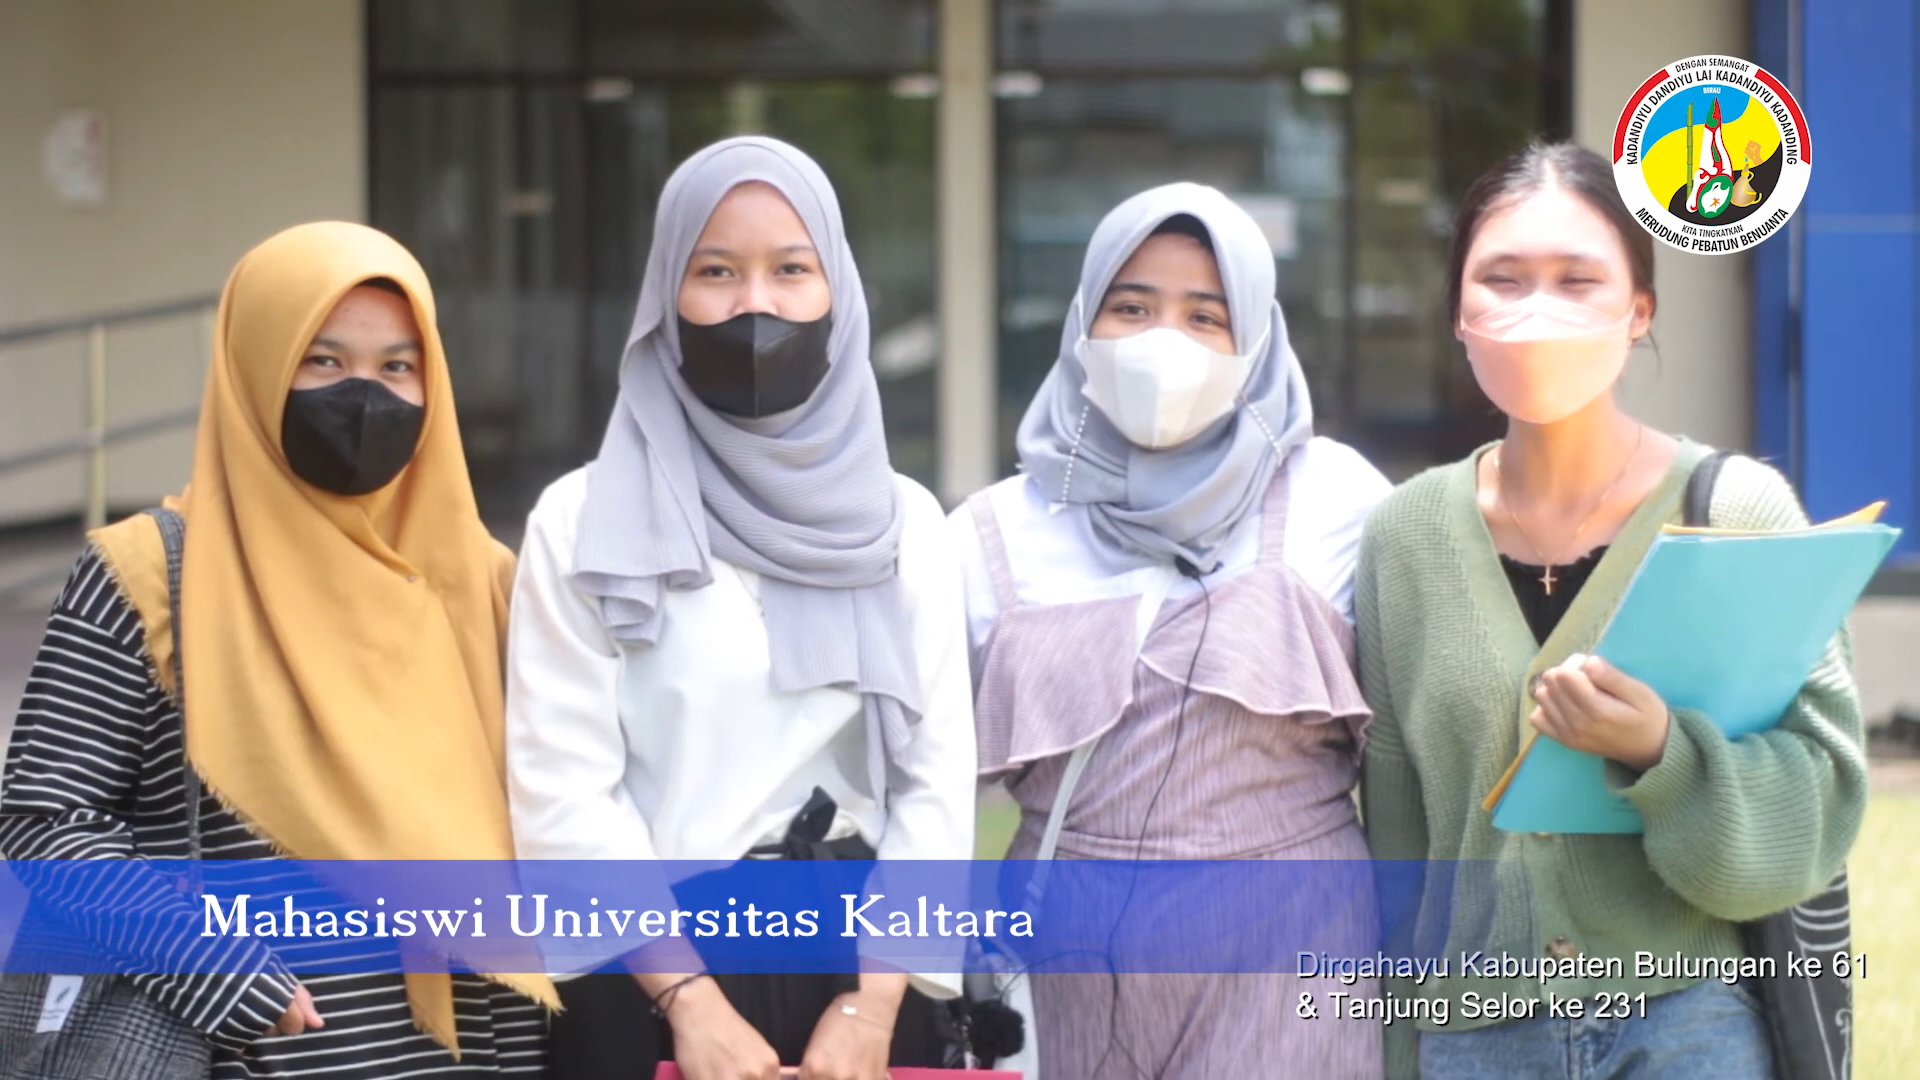 DENGAN SEMANGAT
KADANDIYU DANDIYU LAI KADANDIYU KADANDING
BIRAU
KITA TINGKATKAN
MERUDUNG PEBATUN BENUANTA
Mahasiswi Universitas Kaltara
Dirgahayu Kabupaten Bulungan ke 61
& Tanjung Selor ke 231